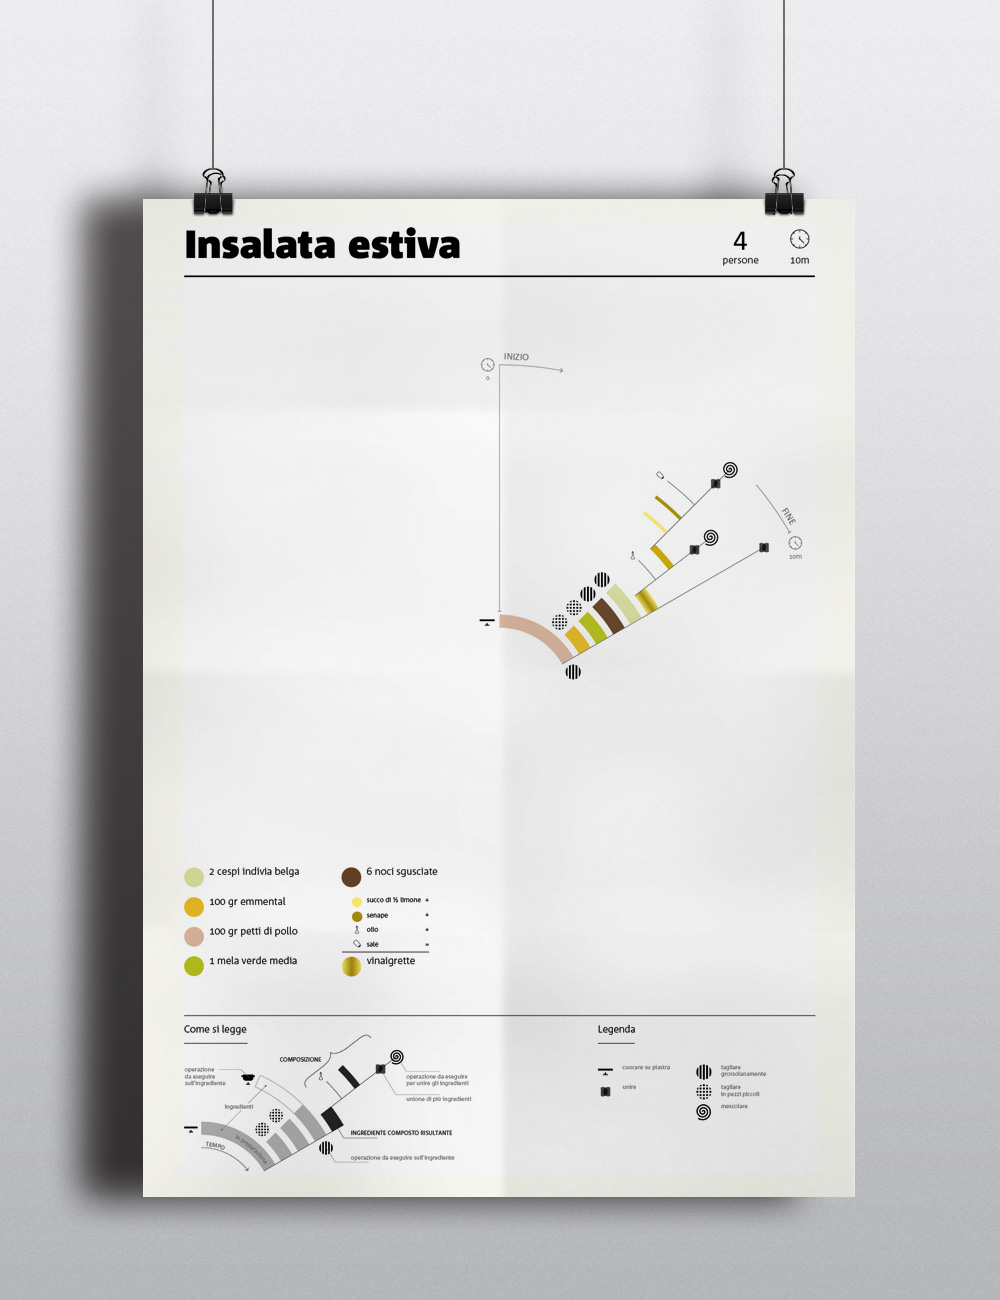 Insalata estiva
4
persone
10m
INIZIO
0
FINE
10m
2 cespi indivia belga
100 gr emmental
100 gr petti di pollo
1 mela verde media
6 noci sgusciate
succo di ½ limone +
senape +
olio +
sale =
vinaigrette
Come si legge
COMPOSIZIONE
operazione
da eseguire
sull'ingrediente
ingredienti
in preparazione
TEMPO
operazione da eseguire
per unire gli ingredienti
unione di più ingredienti
INGREDIENTE COMPOSTO RISULTANTE
operazione da eseguire sull'ingrediente
Legenda
cuocere su piastra
unire
tagliare
grossolanamente
tagliare
in pezzi piccoli
mescolare